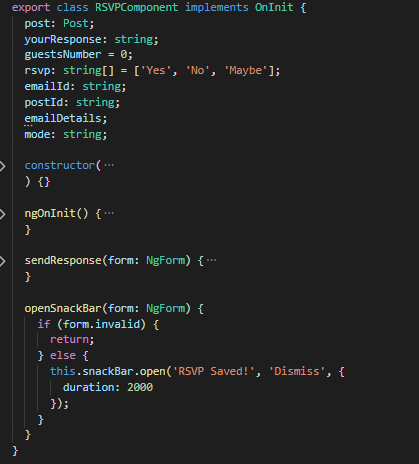 export class RSVPComponent implements OnInit {
  post: Post;
  yourResponse: string;
  guestsNumber = 0;
  rsvp: string[] = ['Yes', 'No', 'Maybe'];
  emailId: string;
  postId: string;
  emailDetails;
  mode: string;

  constructor( ⋯
  ) {}

  ngOnInit() { ⋯
  }

  sendResponse(form: NgForm) { ⋯
  }

  openSnackBar(form: NgForm) {
    if (form.invalid) {
      return;
    } else {
      this.snackBar.open('RSVP Saved!', 'Dismiss', {
        duration: 2000
      });
    }
  }
}